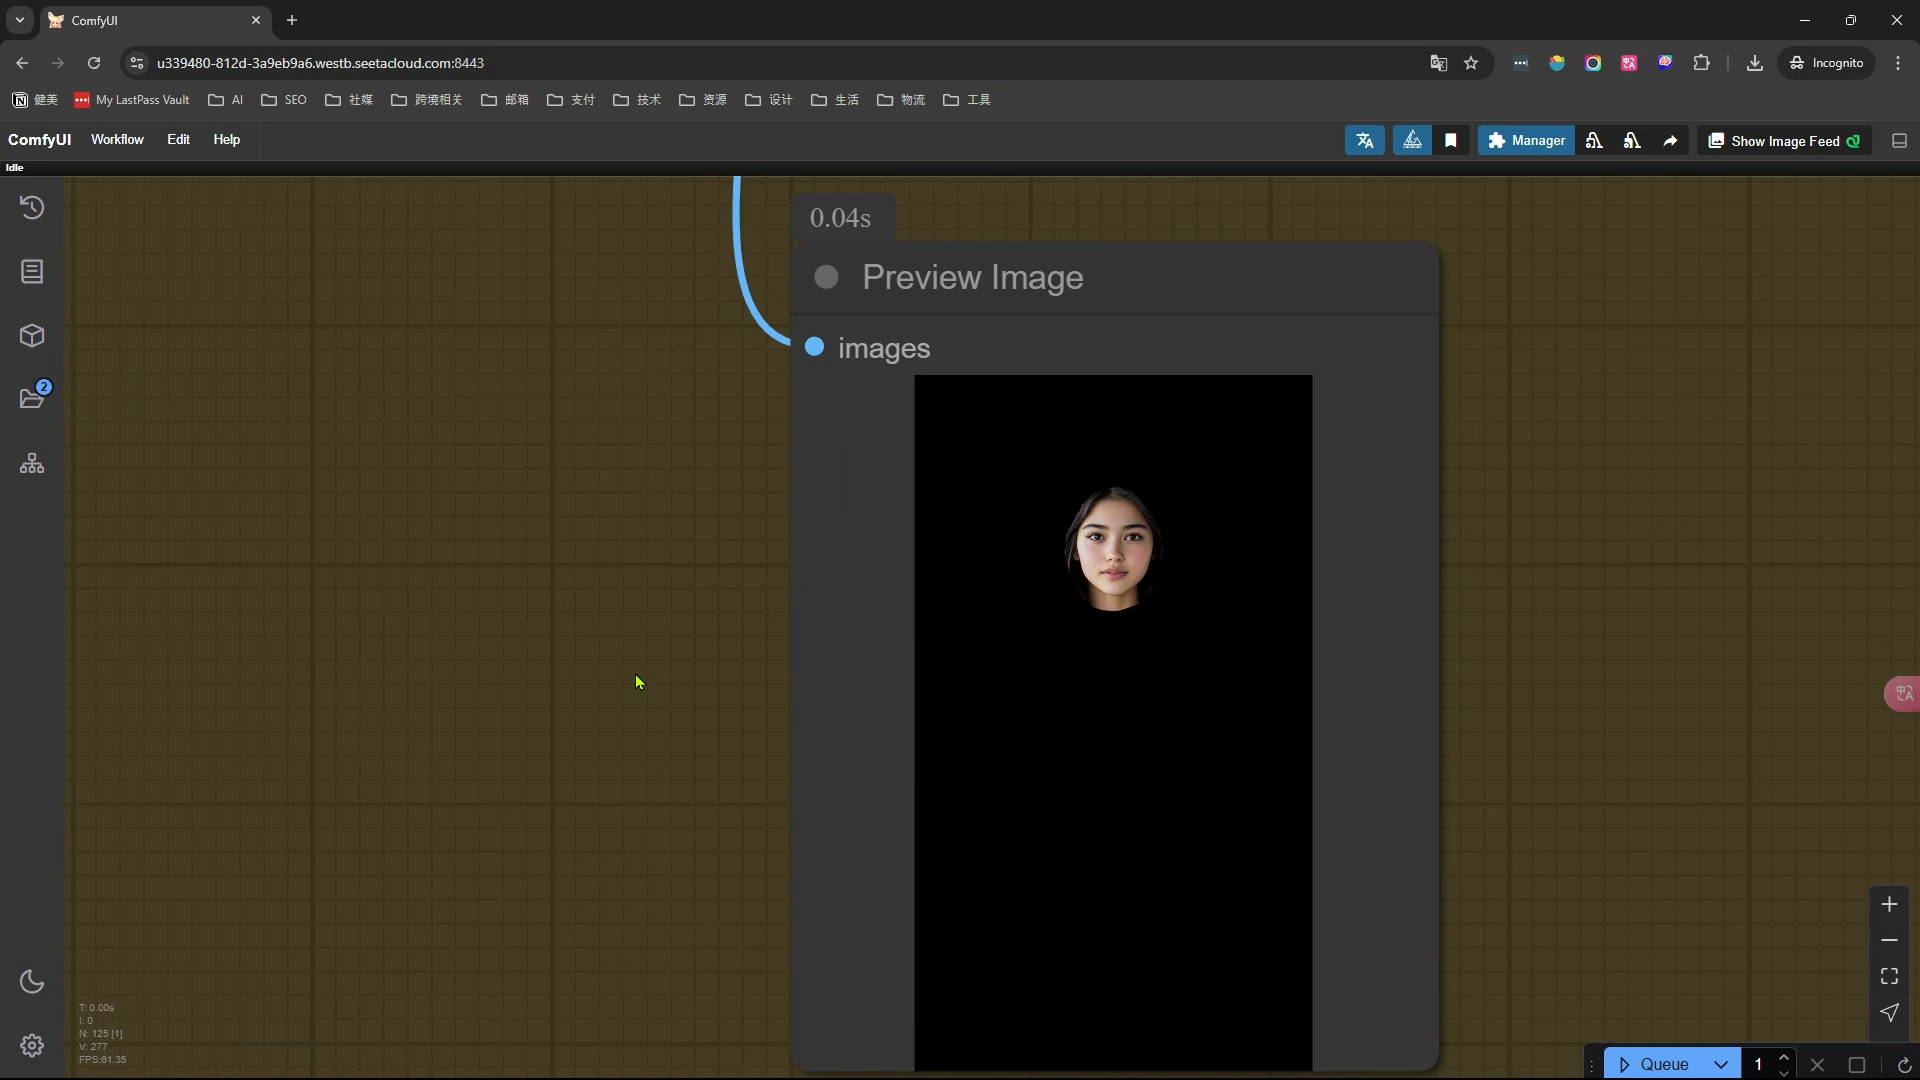 ComfyUI
u339480-812d-3a9eb9a6.westb.seetacloud.com:8443
Incognito
健美
My LastPass Vault
AI
SEO
社媒
跨境相关
邮箱
支付
技术
资源
设计
生活
物流
工具
ComfyUI Workflow Edit Help
Manager
Show Image Feed
Idle
0.04s
Preview Image
images
2
T: 0.00s
I: 0
N: 125 [1]
V: 277
FPS:61.35
Queue
1